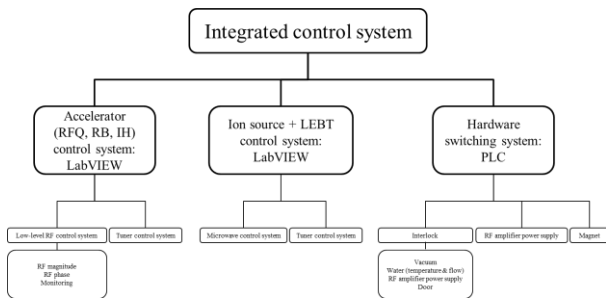 Integrated control system
Accelerator
(RFQ, RB, IH)
control system:
LabVIEW
Ion source + LEBT
control system:
LabVIEW
Hardware
switching system:
PLC
Low-level RF control system
Tuner control system
Microwave control system
Tuner control system
Interlock
RF amplifier power supply
Magnet
RF magnitude
RF phase
Monitoring
Vacuum
Water (temperature & flow)
RF amplifier power supply
Door